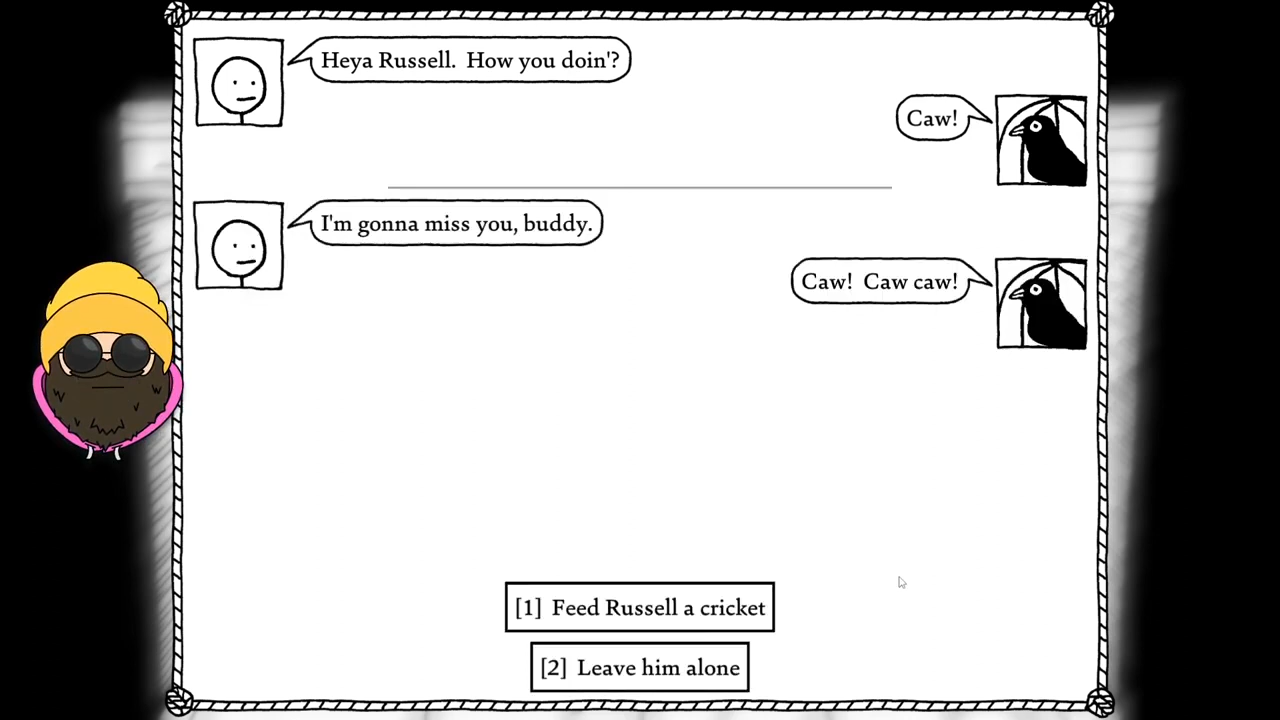 Heya Russell.  How you doin'?
Caw!
I'm gonna miss you, buddy.
Caw!  Caw caw!
[1]  Feed Russell a cricket
[2]  Leave him alone